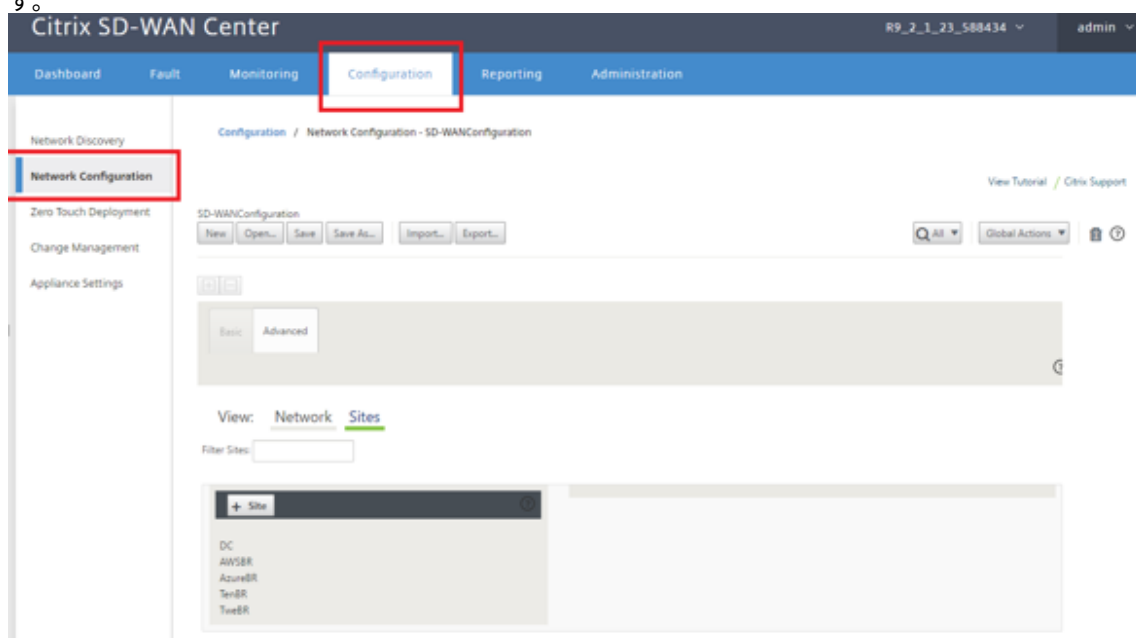 す。
Citrix SD-WAN Center R9_2_1_23_588434 admin
Dashboard Fault Monitoring Configuration Reporting Administration
Network Discovery
Configuration / Network Configuration - SD-WANConfiguration
Network Configuration
View Tutorial / Citrix Support
Zero Touch Deployment
SD-WANConfiguration
New Open... Save Save As... Import... Export... All Global Actions
Change Management
Appliance Settings
Basic Advanced
View: Network Sites
Filter Sites:
+ Site
DC
AWSBR
AzureBR
TenBR
TweBR